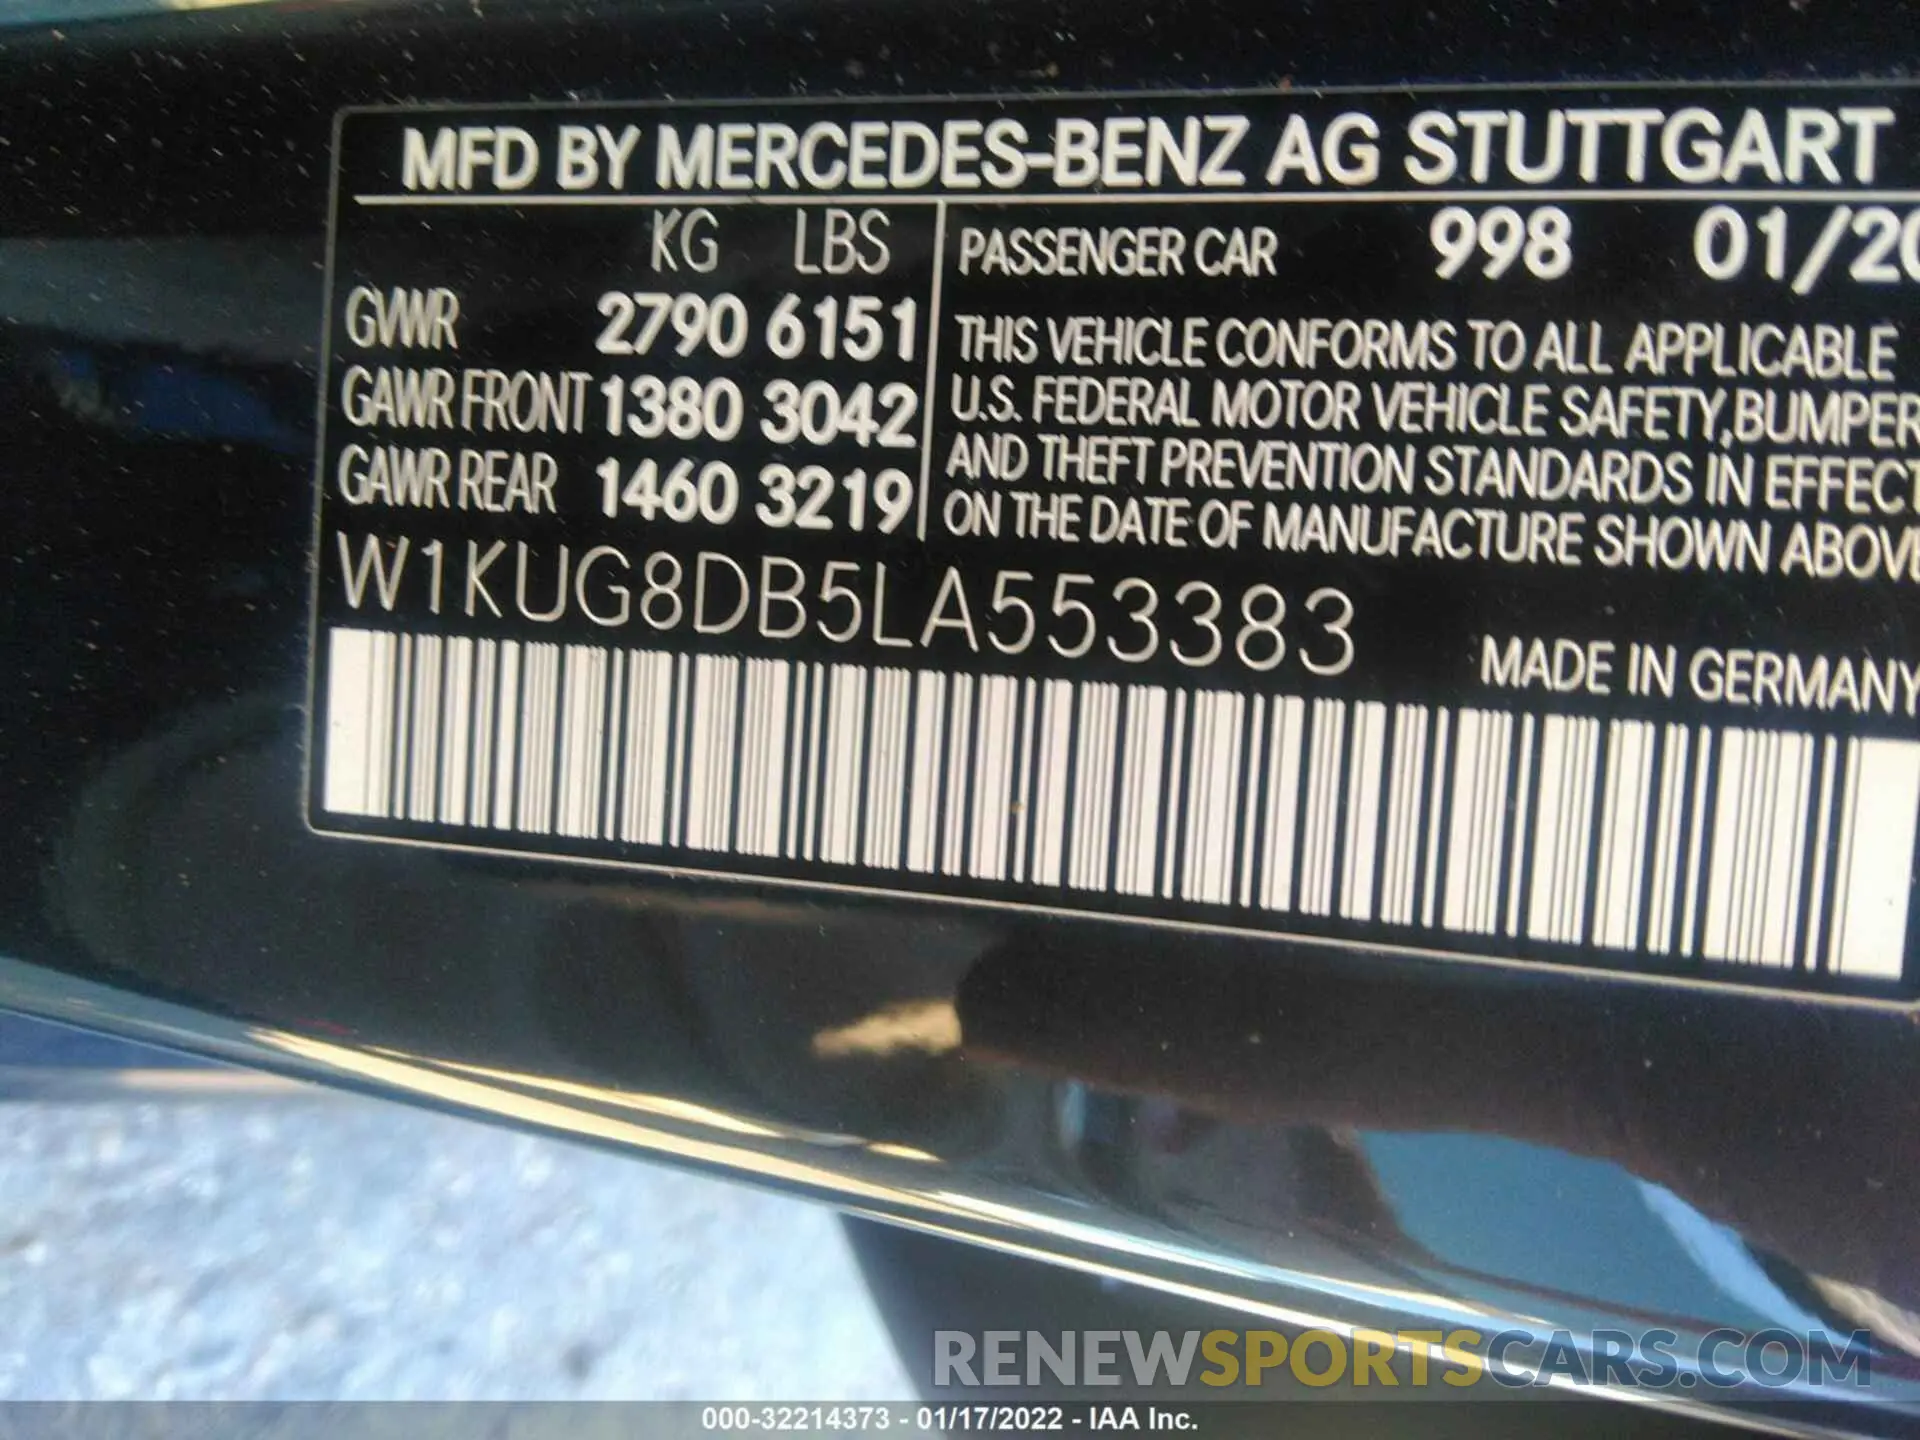 MFD BY MERCEDES-BENZ AG STUTTGART
KG LBS
GVWR 2790 6151
GAWR FRONT 1380 3042
GAWR REAR 1460 3219
PASSENGER CAR 998 01/20
THIS VEHICLE CONFORMS TO ALL APPLICABLE
U.S. FEDERAL MOTOR VEHICLE SAFETY, BUMPER
AND THEFT PREVENTION STANDARDS IN EFFECT
ON THE DATE OF MANUFACTURE SHOWN ABOVE
W1KUG8DB5LA553383
MADE IN GERMANY
RENEWSPORTSCARS.COM
000-32214373 - 01/17/2022 - IAA Inc.